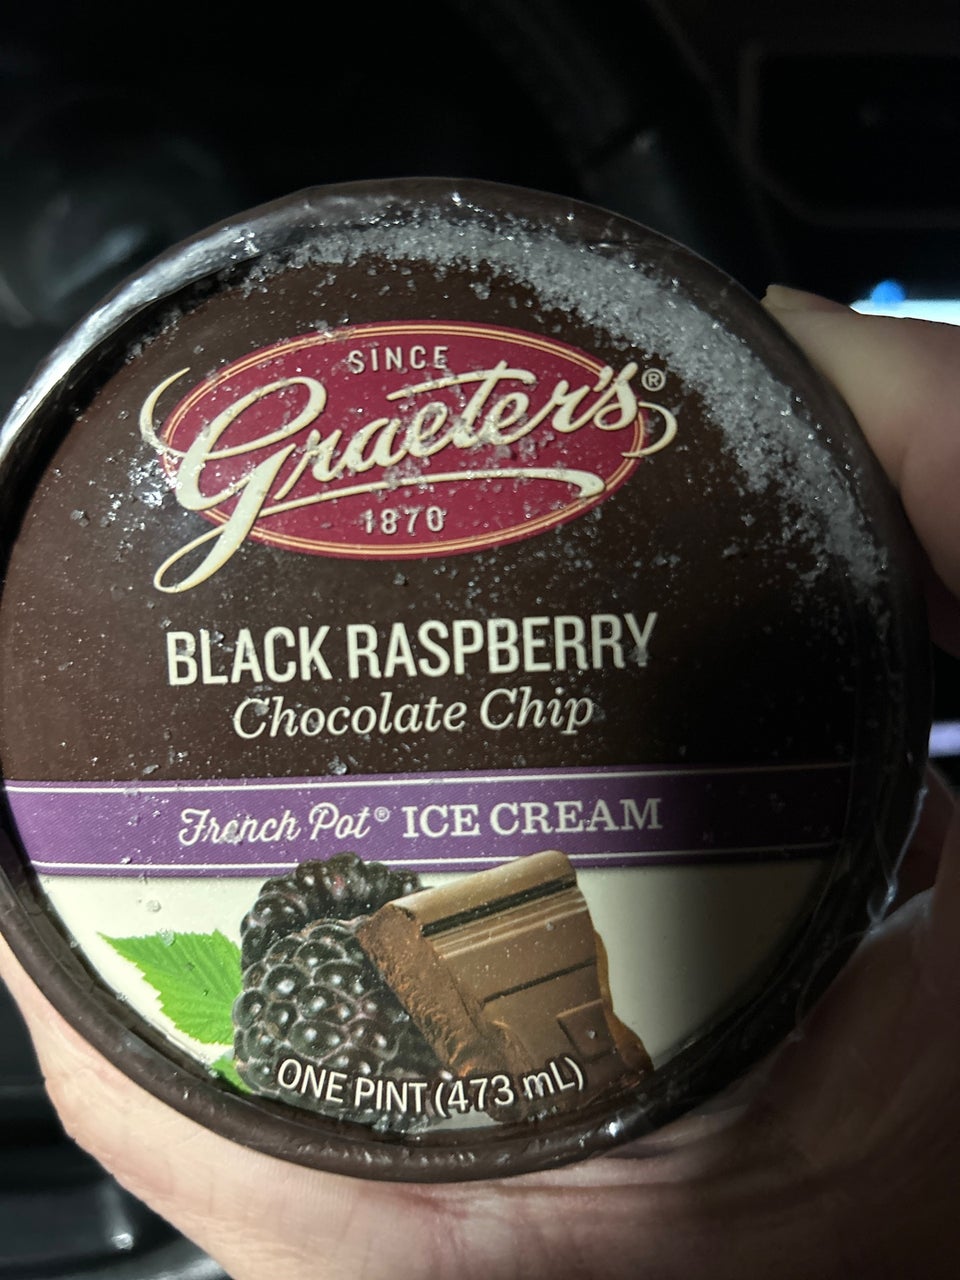 SINCE
Graeter's®
1870
BLACK RASPBERRY
Chocolate Chip
French Pot® ICE CREAM
ONE PINT (473 mL)